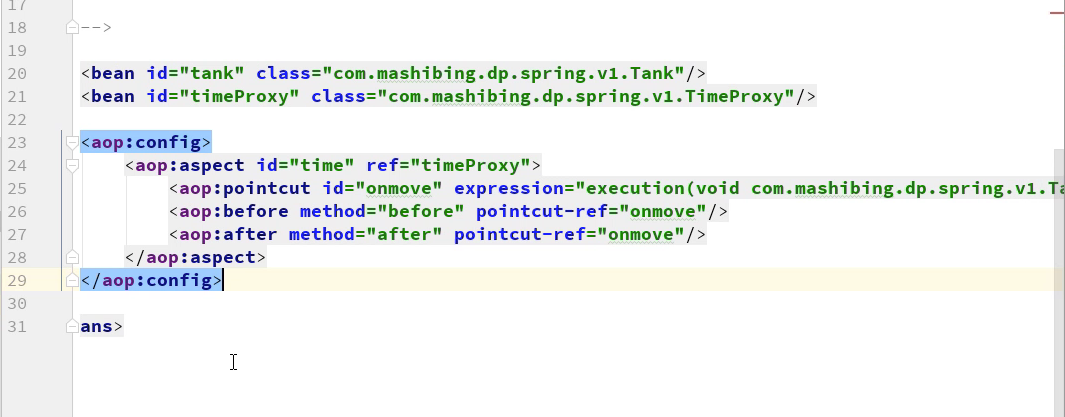 17
18 -->
19
20 <bean id="tank" class="com.mashibing.dp.spring.v1.Tank"/>
21 <bean id="timeProxy" class="com.mashibing.dp.spring.v1.TimeProxy"/>
22
23 <aop:config>
24 <aop:aspect id="time" ref="timeProxy">
25 <aop:pointcut id="onmove" expression="execution(void com.mashibing.dp.spring.v1.Ta
26 <aop:before method="before" pointcut-ref="onmove"/>
27 <aop:after method="after" pointcut-ref="onmove"/>
28 </aop:aspect>
29 </aop:config>
30
31 ans>